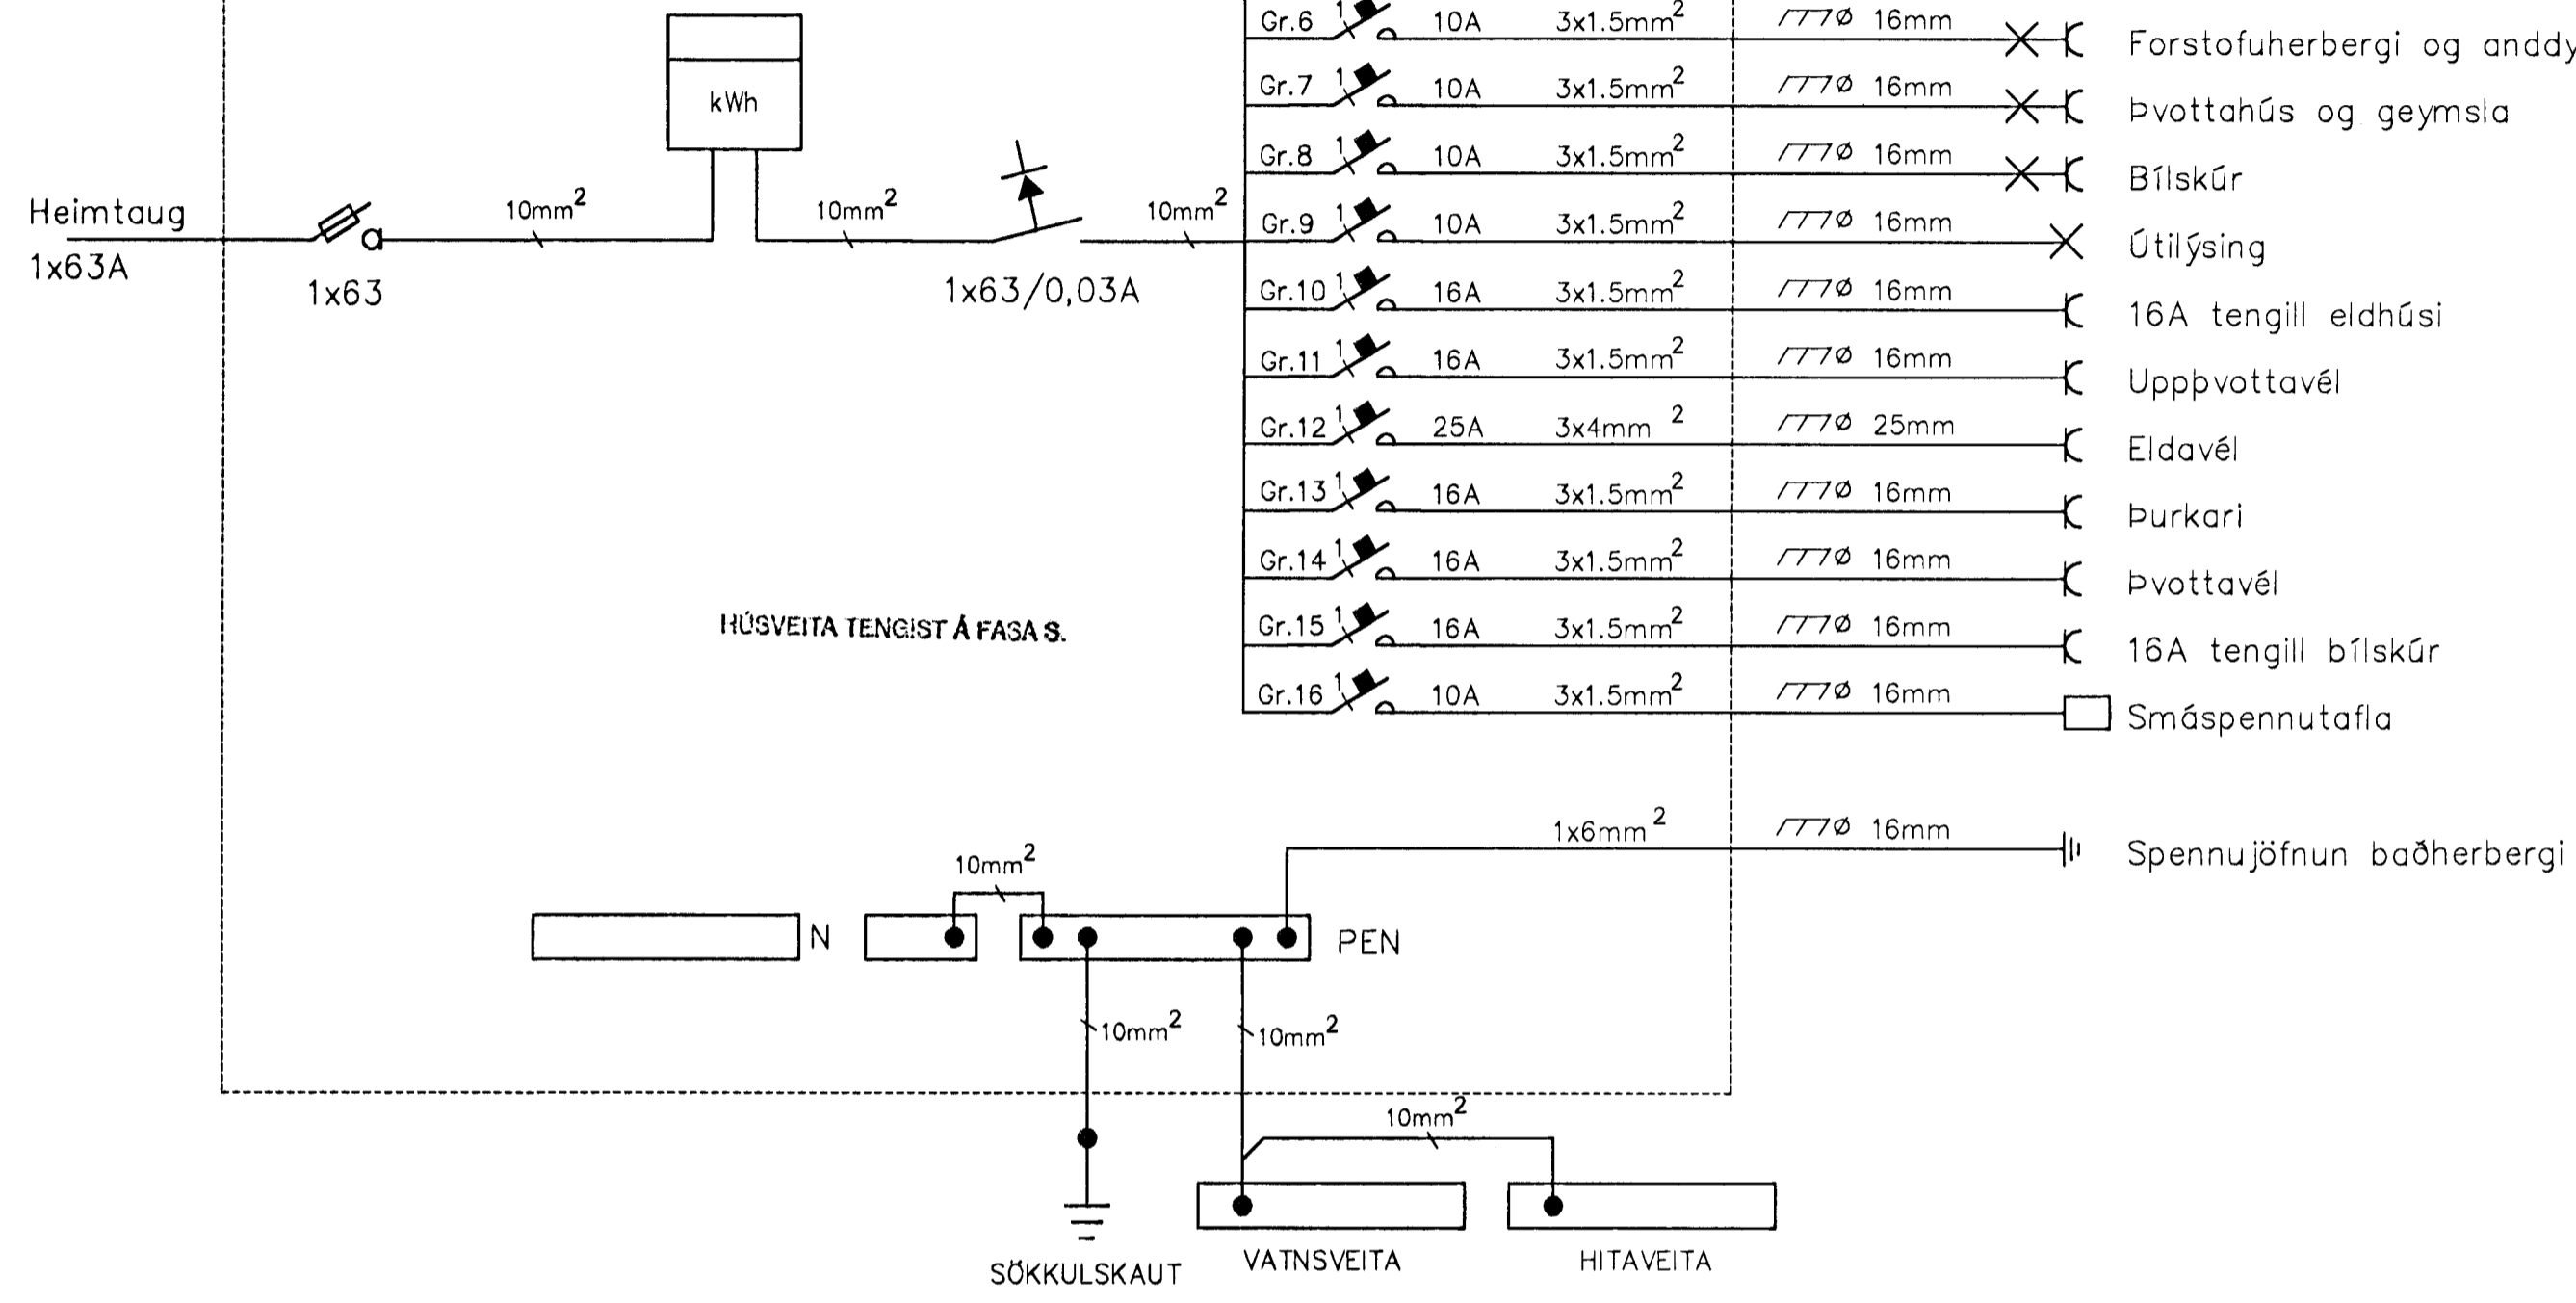 Gr.6 1 10A 3x1.5mm² ø 16mm Forstofuherbergi og anddy
Gr.7 1 10A 3x1.5mm² ø 16mm Þvottahús og geymsla
Gr.8 1 10A 3x1.5mm² ø 16mm Bílskúr
Gr.9 1 10A 3x1.5mm² ø 16mm Útilýsing
Gr.10 1 16A 3x1.5mm² ø 16mm 16A tengill eldhúsi
Gr.11 1 16A 3x1.5mm² ø 16mm Uppþvottavél
Gr.12 1 25A 3x4mm ² ø 25mm Eldavél
Gr.13 1 16A 3x1.5mm² ø 16mm Þurkari
Gr.14 1 16A 3x1.5mm² ø 16mm Þvottavél
Gr.15 1 16A 3x1.5mm² ø 16mm 16A tengill bílskúr
Gr.16 1 10A 3x1.5mm² ø 16mm Smáspennutafla
kWh
Heimtaug
1x63A
1x63
10mm²
10mm²
1x63/0,03A
10mm²
HÚSVEITA TENGIST Á FASA S.
1x6mm² ø 16mm Spennujöfnun baðherbergi
10mm²
N
PEN
10mm²
10mm²
10mm²
SÖKKULSKAUT
VATNSVEITA
HITAVEITA